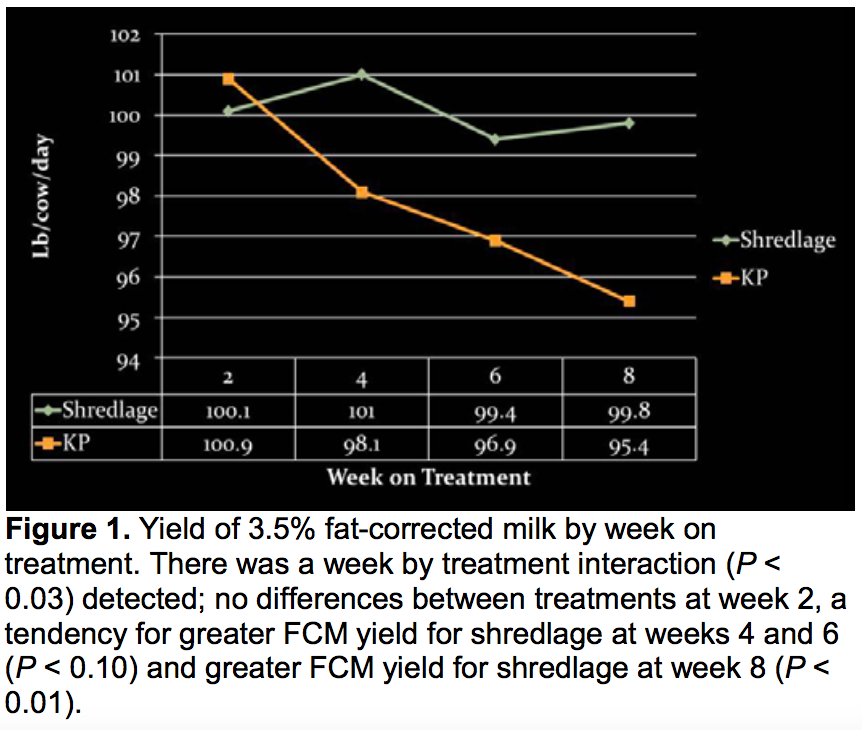 102
101
100
99
98
97
96
95
94
Lb/cow/day
Shredlage
KP
2 4 6 8
Shredlage 100.1 101 99.4 99.8
KP 100.9 98.1 96.9 95.4
Week on Treatment
Figure 1. Yield of 3.5% fat-corrected milk by week on
treatment. There was a week by treatment interaction (P <
0.03) detected; no differences between treatments at week 2, a
tendency for greater FCM yield for shredlage at weeks 4 and 6
(P < 0.10) and greater FCM yield for shredlage at week 8 (P <
0.01).